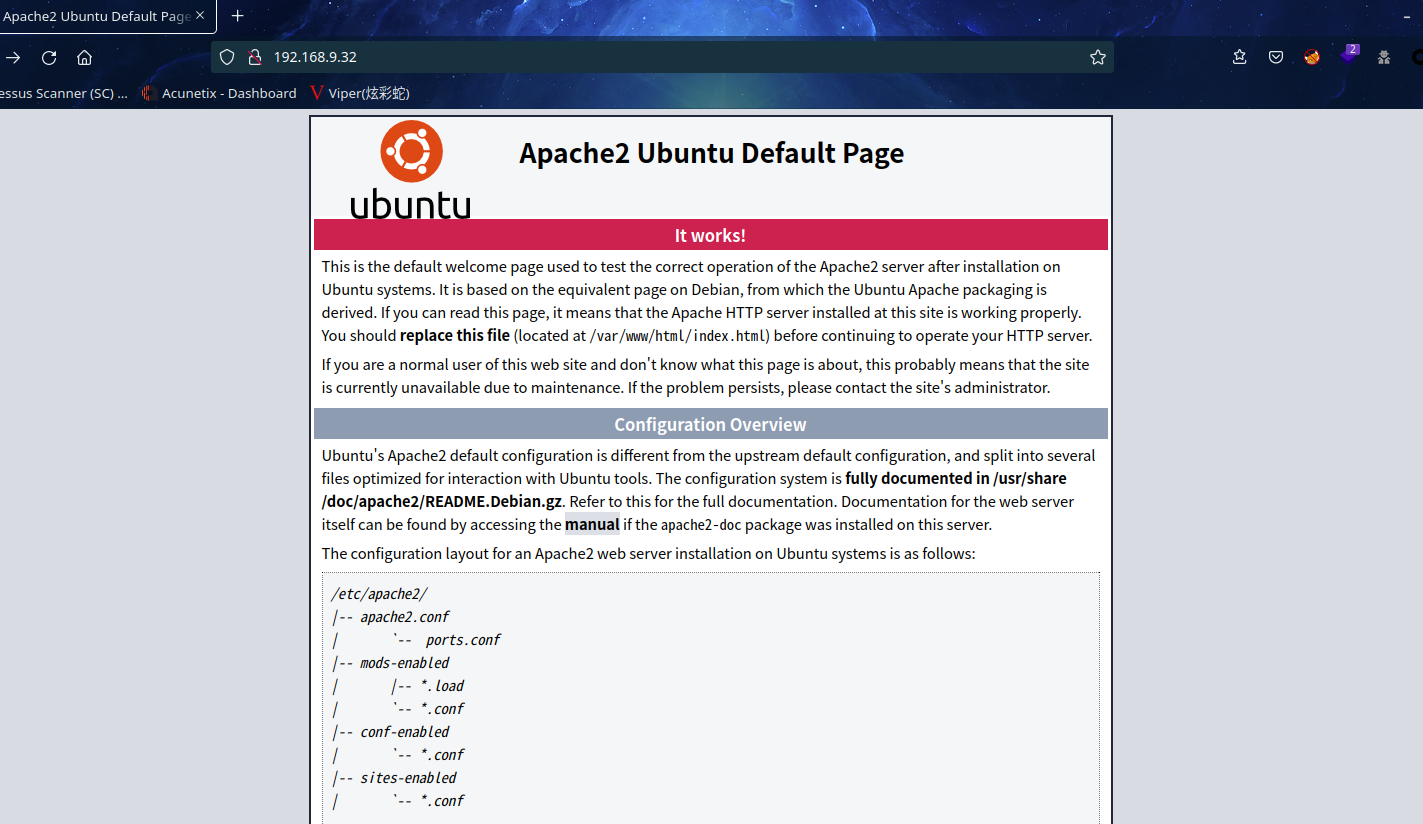 Apache2 Ubuntu Default Page
192.168.9.32
2
essus Scanner (SC) ...
Acunetix - Dashboard
Viper(炫彩蛇)
ubuntu
Apache2 Ubuntu Default Page
It works!
This is the default welcome page used to test the correct operation of the Apache2 server after installation on
Ubuntu systems. It is based on the equivalent page on Debian, from which the Ubuntu Apache packaging is
derived. If you can read this page, it means that the Apache HTTP server installed at this site is working properly.
You should replace this file (located at /var/www/html/index.html) before continuing to operate your HTTP server.
If you are a normal user of this web site and don't know what this page is about, this probably means that the site
is currently unavailable due to maintenance. If the problem persists, please contact the site's administrator.
Configuration Overview
Ubuntu's Apache2 default configuration is different from the upstream default configuration, and split into several
files optimized for interaction with Ubuntu tools. The configuration system is fully documented in /usr/share
/doc/apache2/README.Debian.gz. Refer to this for the full documentation. Documentation for the web server
itself can be found by accessing the manual if the apache2-doc package was installed on this server.
The configuration layout for an Apache2 web server installation on Ubuntu systems is as follows:
/etc/apache2/
|-- apache2.conf
|       `--  ports.conf
|-- mods-enabled
|       |-- *.load
|       `-- *.conf
|-- conf-enabled
|       `-- *.conf
|-- sites-enabled
|       `-- *.conf